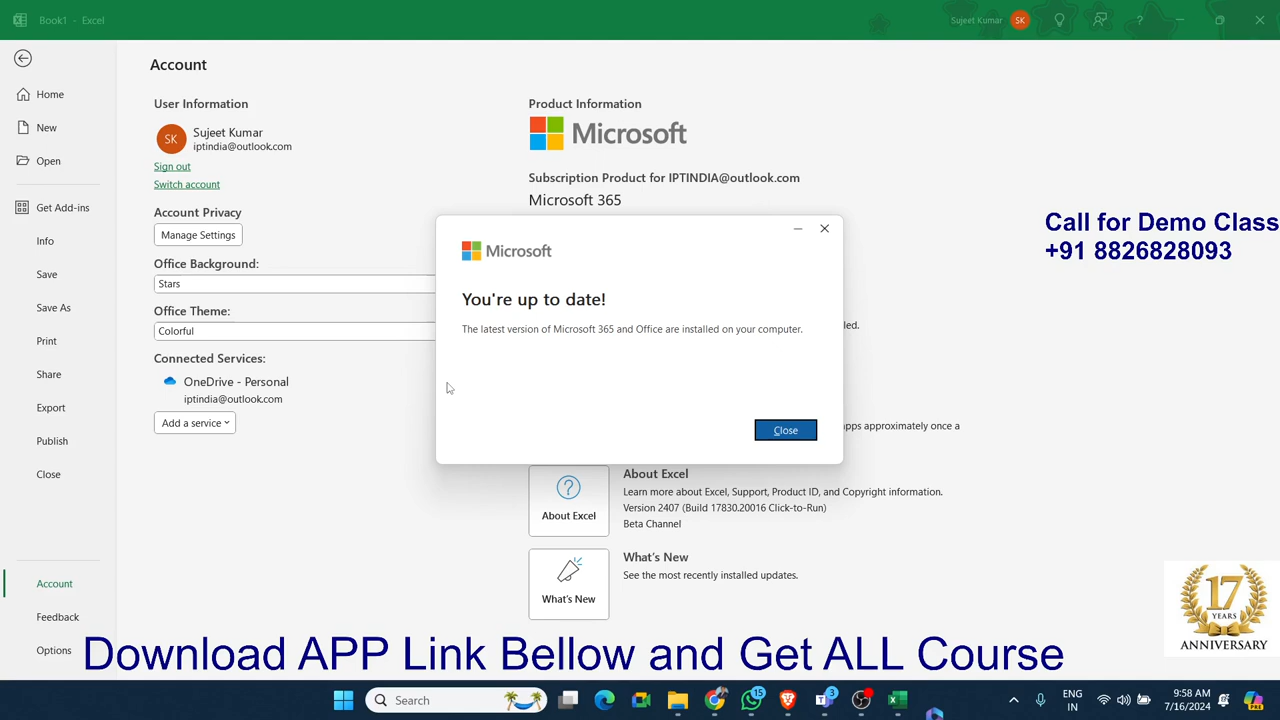 Book1 - Excel
Sujeet Kumar SK
Account
Home
New
Open
Get Add-ins
Info
Save
Save As
Print
Share
Export
Publish
Close
Account
Feedback
Options
User Information
SK
Sujeet Kumar
iptindia@outlook.com
Sign out
Switch account
Account Privacy
Manage Settings
Office Background:
Stars
Office Theme:
Colorful
Connected Services:
OneDrive - Personal
iptindia@outlook.com
Add a service
Product Information
Microsoft
Subscription Product for IPTINDIA@outlook.com
Microsoft 365
Microsoft
You're up to date!
The latest version of Microsoft 365 and Office are installed on your computer.
Close
led.
apps approximately once a
About Excel
About Excel
Learn more about Excel, Support, Product ID, and Copyright information.
Version 2407 (Build 17830.20016 Click-to-Run)
Beta Channel
What's New
What's New
See the most recently installed updates.
Call for Demo Class
+91 8826828093
17
YEARS
ANNIVERSARY
Download APP Link Bellow and Get ALL Course
Search
15
3
ENG
IN
9:58 AM
7/16/2024
PRE